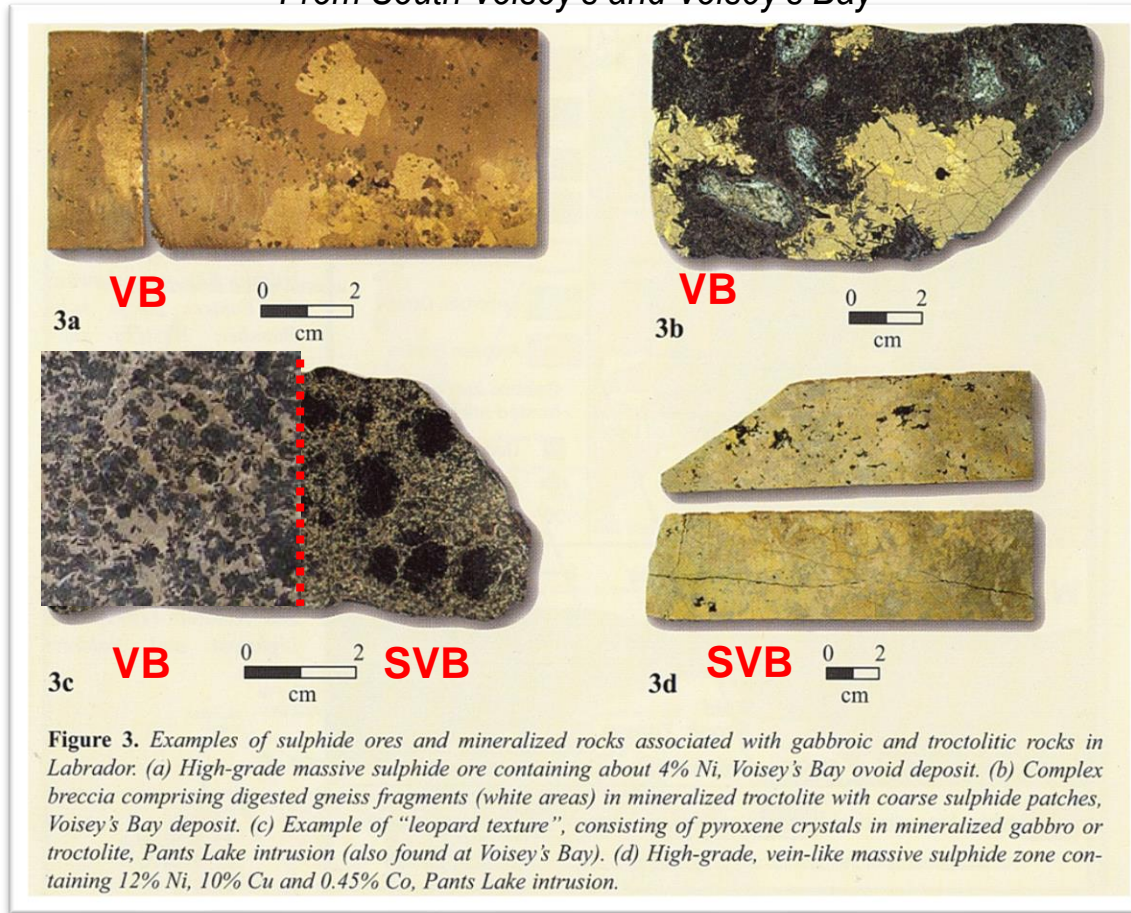 From South Voisey's and Voisey's Bay
VB
0 2
cm
3a
VB
0 2
cm
3b
VB
0 2
cm
SVB
3c
SVB
0 2
cm
3d
Figure 3. Examples of sulphide ores and mineralized rocks associated with gabbroic and troctolitic rocks in
Labrador. (a) High-grade massive sulphide ore containing about 4% Ni, Voisey's Bay ovoid deposit. (b) Complex
breccia comprising digested gneiss fragments (white areas) in mineralized troctolite with coarse sulphide patches,
Voisey's Bay deposit. (c) Example of “leopard texture”, consisting of pyroxene crystals in mineralized gabbro or
troctolite, Pants Lake intrusion (also found at Voisey's Bay). (d) High-grade, vein-like massive sulphide zone con-
taining 12% Ni, 10% Cu and 0.45% Co, Pants Lake intrusion.